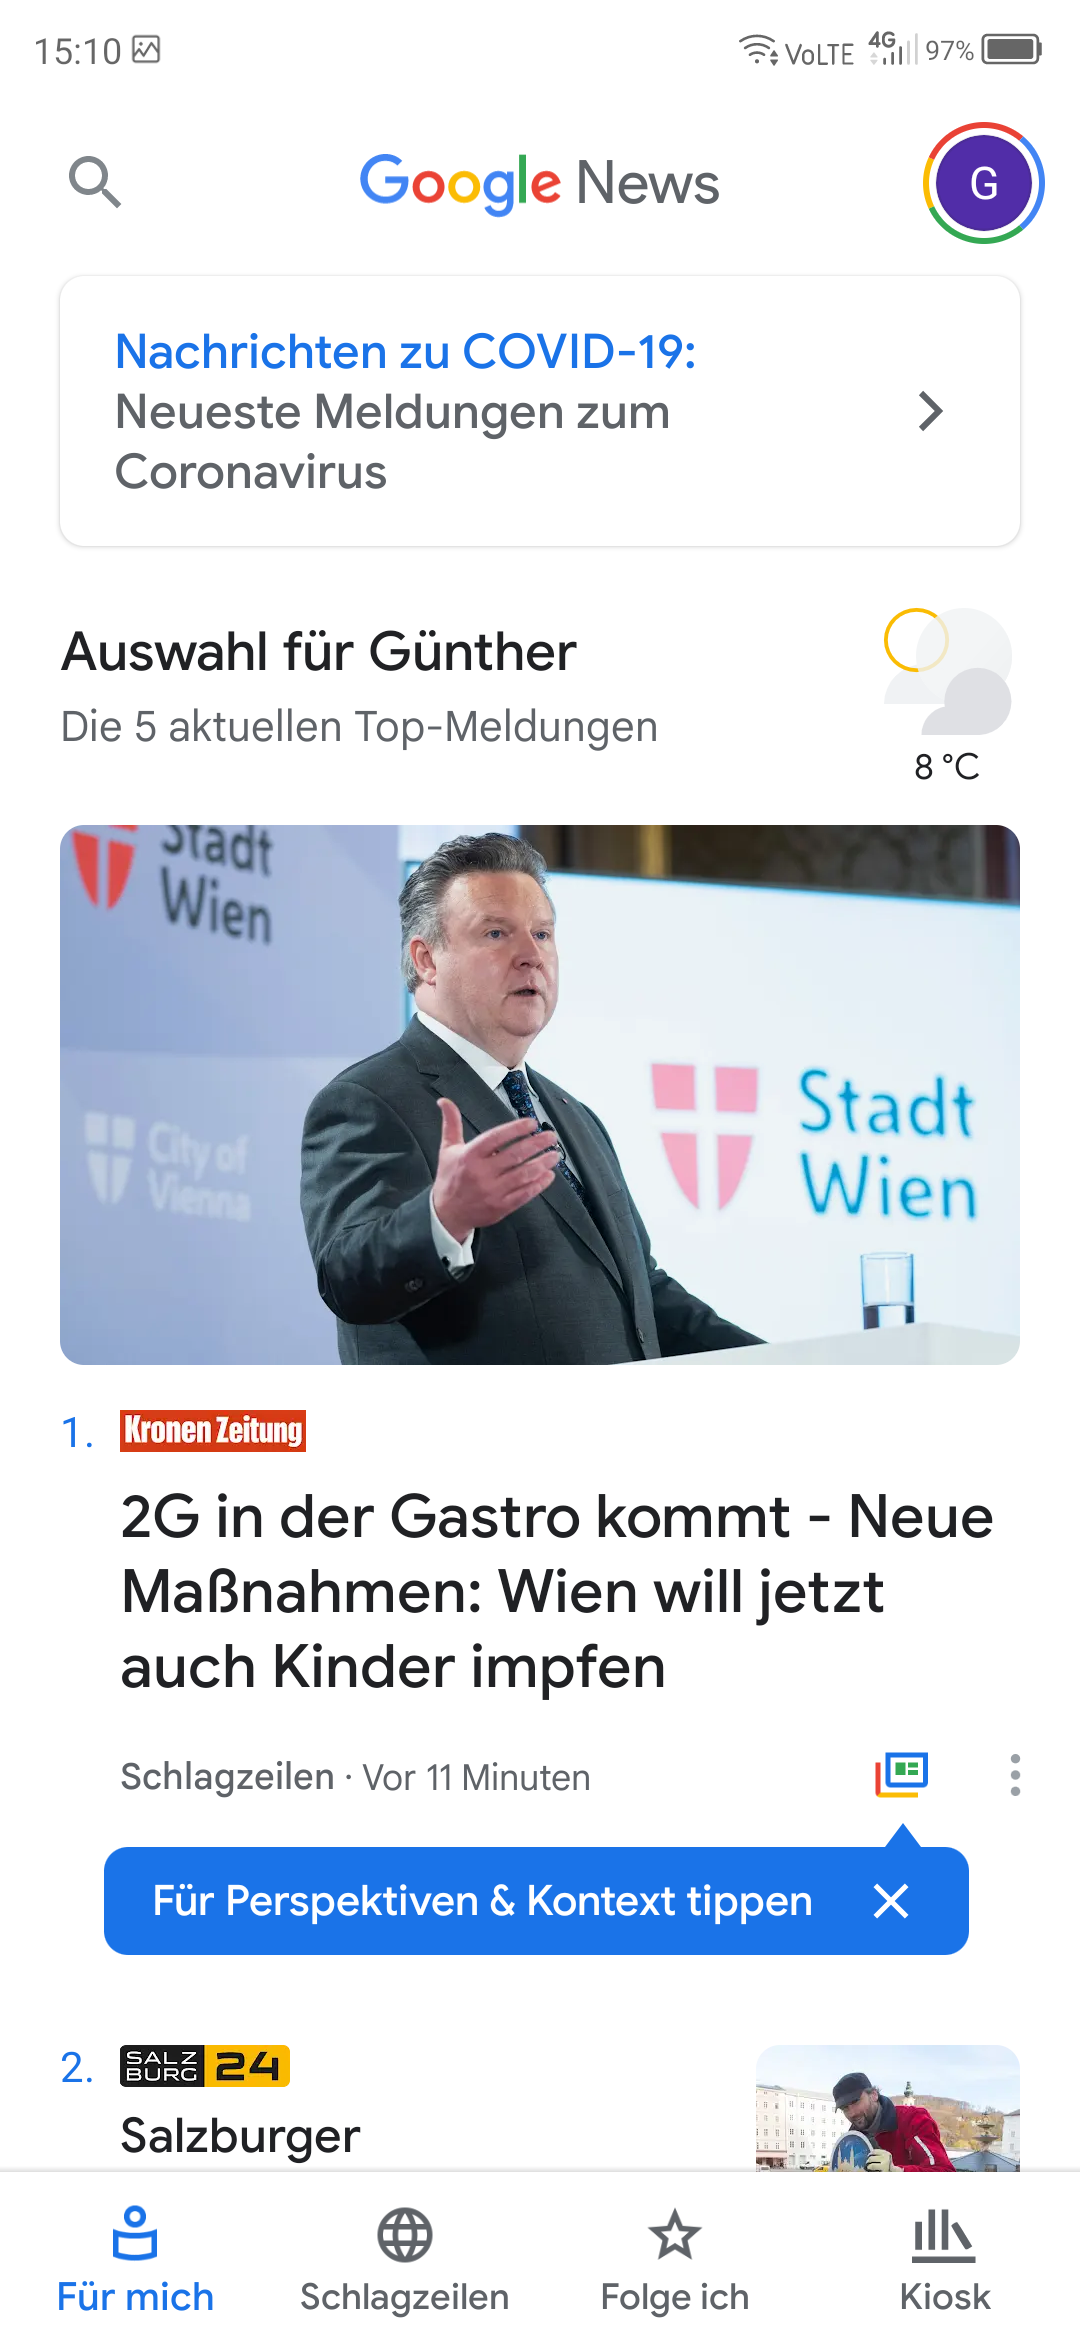 15:10
VoLTE 4G 97%
Google News
G
Nachrichten zu COVID-19:
Neueste Meldungen zum
Coronavirus
Auswahl für Günther
Die 5 aktuellen Top-Meldungen
8 °C
Stadt
Wien
City of
Vienna
Stadt
Wien
1. Kronen Zeitung
2G in der Gastro kommt - Neue
Maßnahmen: Wien will jetzt
auch Kinder impfen
Schlagzeilen · Vor 11 Minuten
Für Perspektiven & Kontext tippen
2. SALZ
BURG 24
Salzburger
Für mich
Schlagzeilen
Folge ich
Kiosk